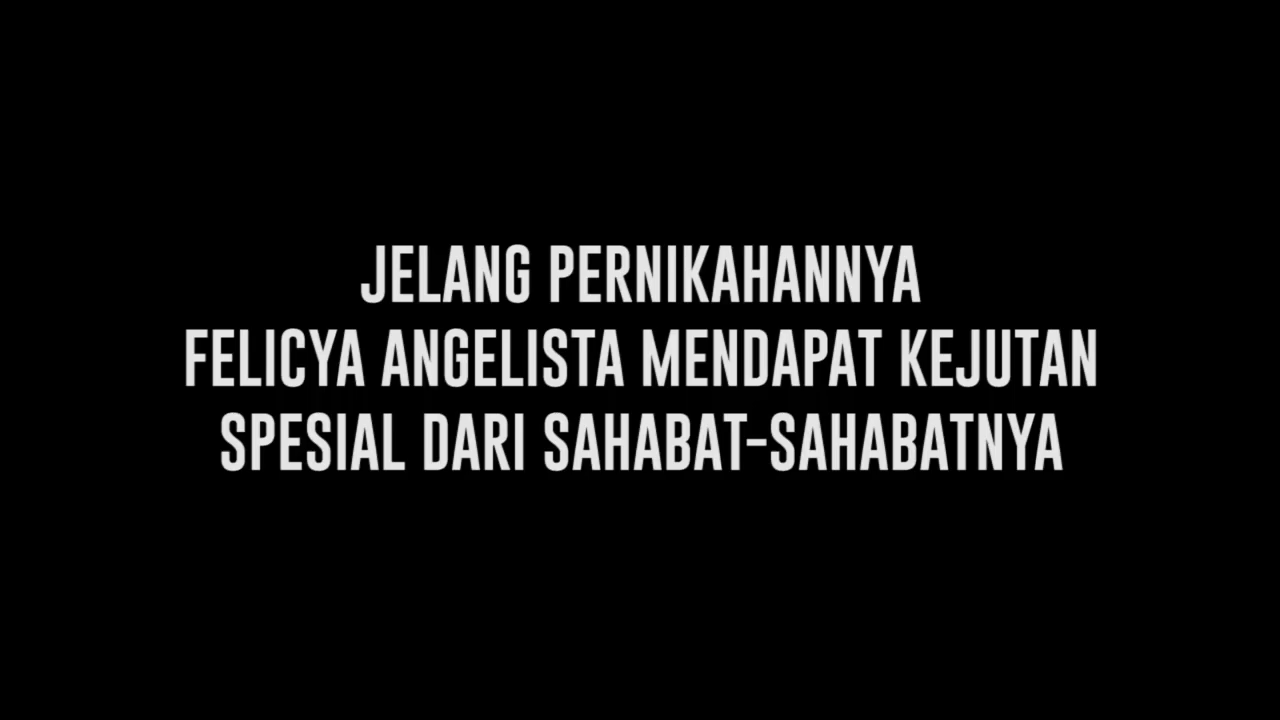 JELANG PERNIKAHANNYA
FELICYA ANGELISTA MENDAPAT KEJUTAN
SPESIAL DARI SAHABAT-SAHABATNYA